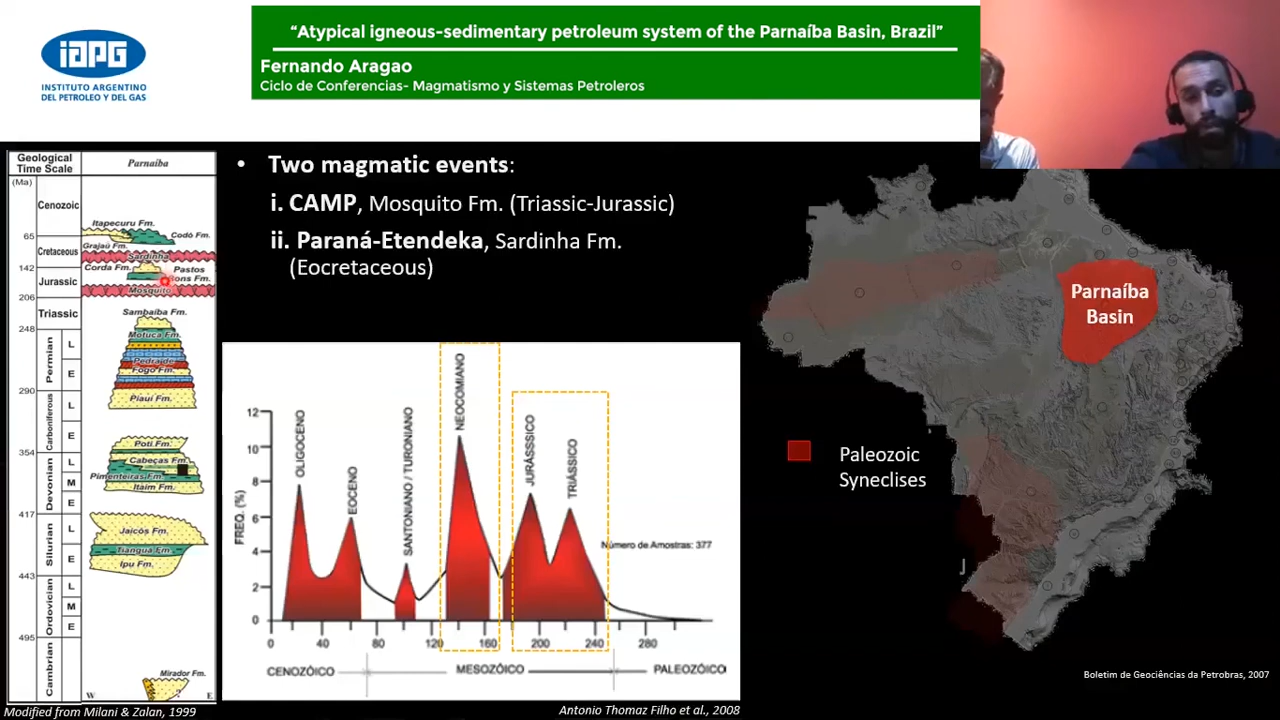 iAPG
INSTITUTO ARGENTINO
DEL PETROLEO Y DEL GAS
“Atypical igneous-sedimentary petroleum system of the Parnaíba Basin, Brazil”
Fernando Aragao
Ciclo de Conferencias- Magmatismo y Sistemas Petroleros
Geological
Time Scale
Parnaíba
(Ma)
Cenozoic
Itapecuru Fm.
Codó Fm.
65
Grajaú Fm.
Cretaceous
Sardinha
142
Corda Fm.
Pastos
Bons Fm.
Jurassic
Mosquito
206
Triassic
Sambaíba Fm.
248
Motuca Fm.
Permian
L
Pedra de
Fogo Fm.
E
290
Piauí Fm.
Carboniferous
L
E
Poti Fm.
354
Cabeças Fm.
Devonian
L
M
E
Pimenteiras Fm.
Itaim Fm.
417
Silurian
L
E
Jaicós Fm.
Tianguá Fm.
Ipu Fm.
443
Ordovician
L
M
E
495
Cambrian
Mirador Fm.
W
E
Modified from Milani & Zalan, 1999
• Two magmatic events:
i. CAMP, Mosquito Fm. (Triassic-Jurassic)
ii. Paraná-Etendeka, Sardinha Fm.
(Eocretaceous)
FREQ. (%)
12
10
8
6
4
2
0
OLIGOCENO
EOCENO
SANTONIANO / TURONIANO
NEOCOMIANO
JURÁSSSICO
TRIÁSSICO
Número de Amostras: 377
0 40 80 120 160 200 240 280
CENOZÓICO
MESOZÓICO
PALEOZÓICO
Antonio Thomaz Filho et al., 2008
Parnaíba
Basin
Paleozoic
Syneclises
Boletim de Geociências da Petrobras, 2007